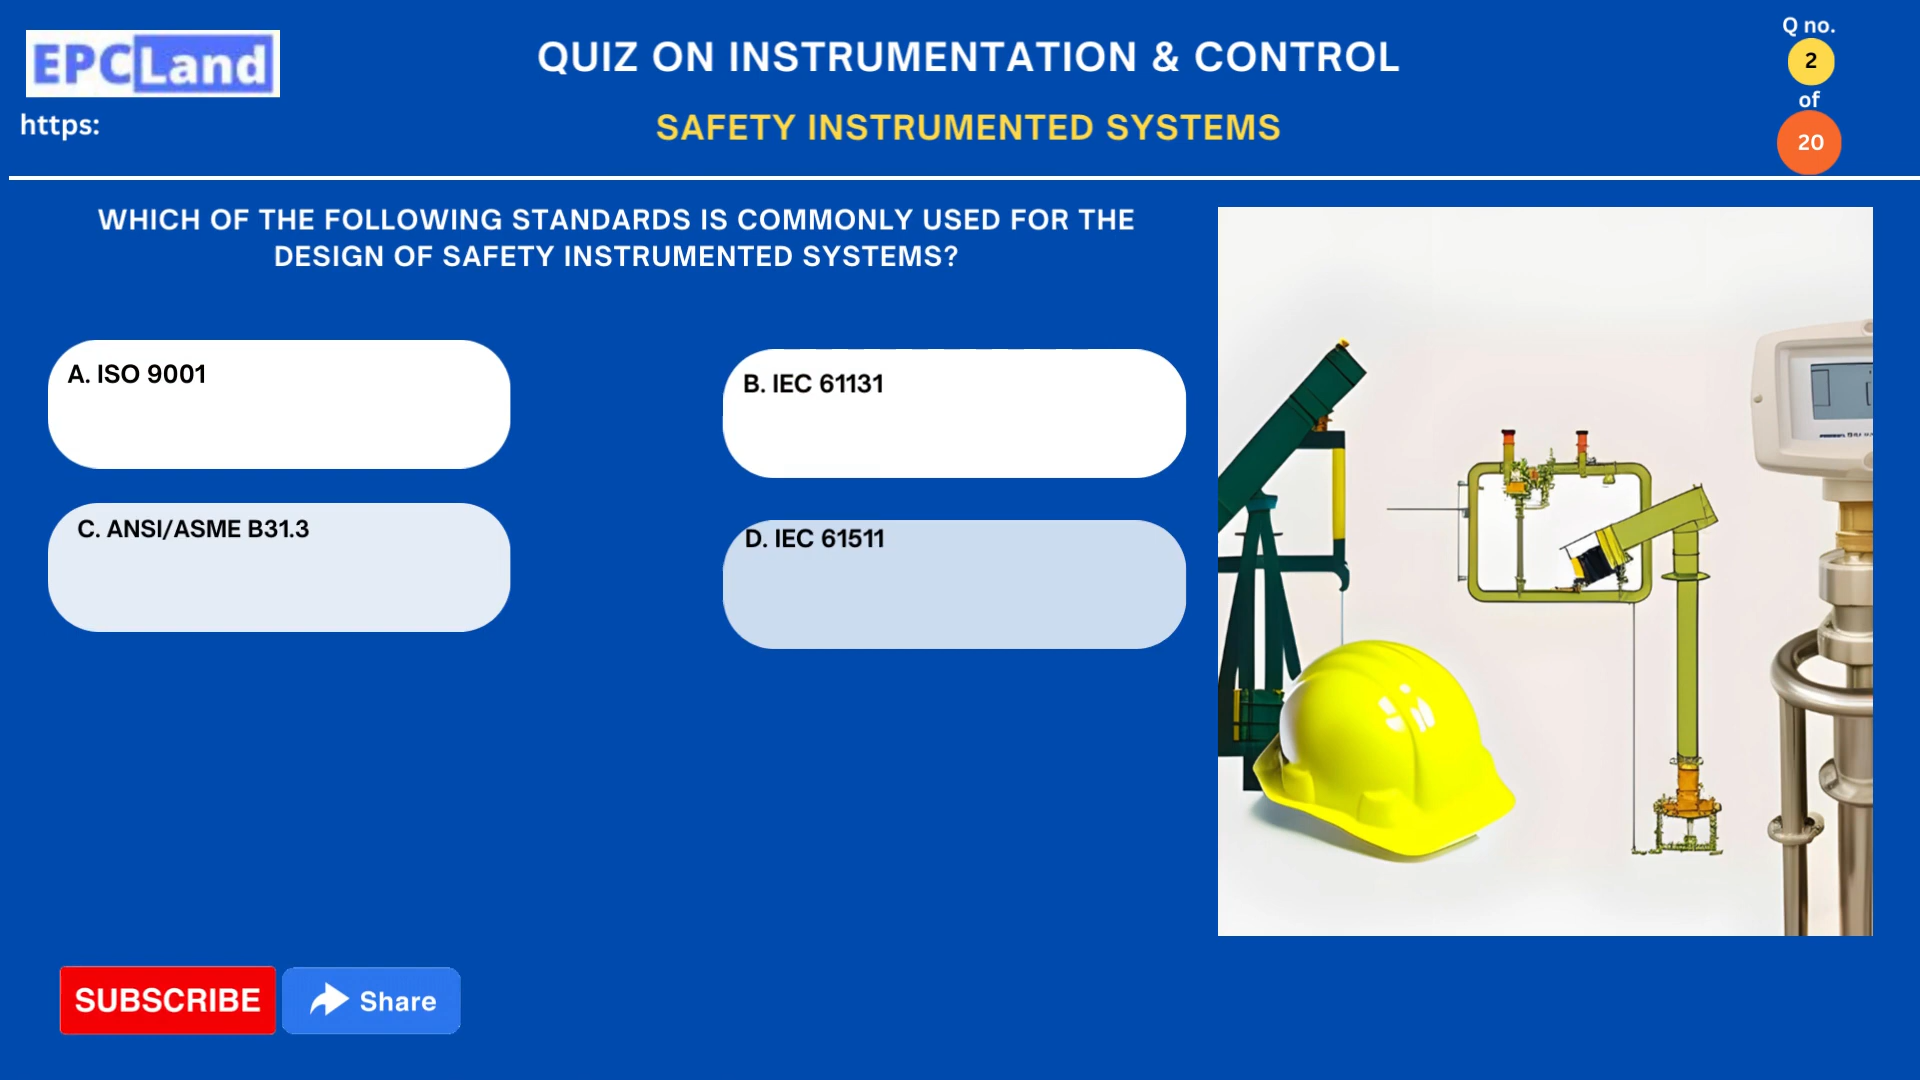 EPCLand
https:
QUIZ ON INSTRUMENTATION & CONTROL
SAFETY INSTRUMENTED SYSTEMS
Q no.
2
of
20
WHICH OF THE FOLLOWING STANDARDS IS COMMONLY USED FOR THE
DESIGN OF SAFETY INSTRUMENTED SYSTEMS?
A. ISO 9001
B. IEC 61131
C. ANSI/ASME B31.3
D. IEC 61511
SUBSCRIBE
Share